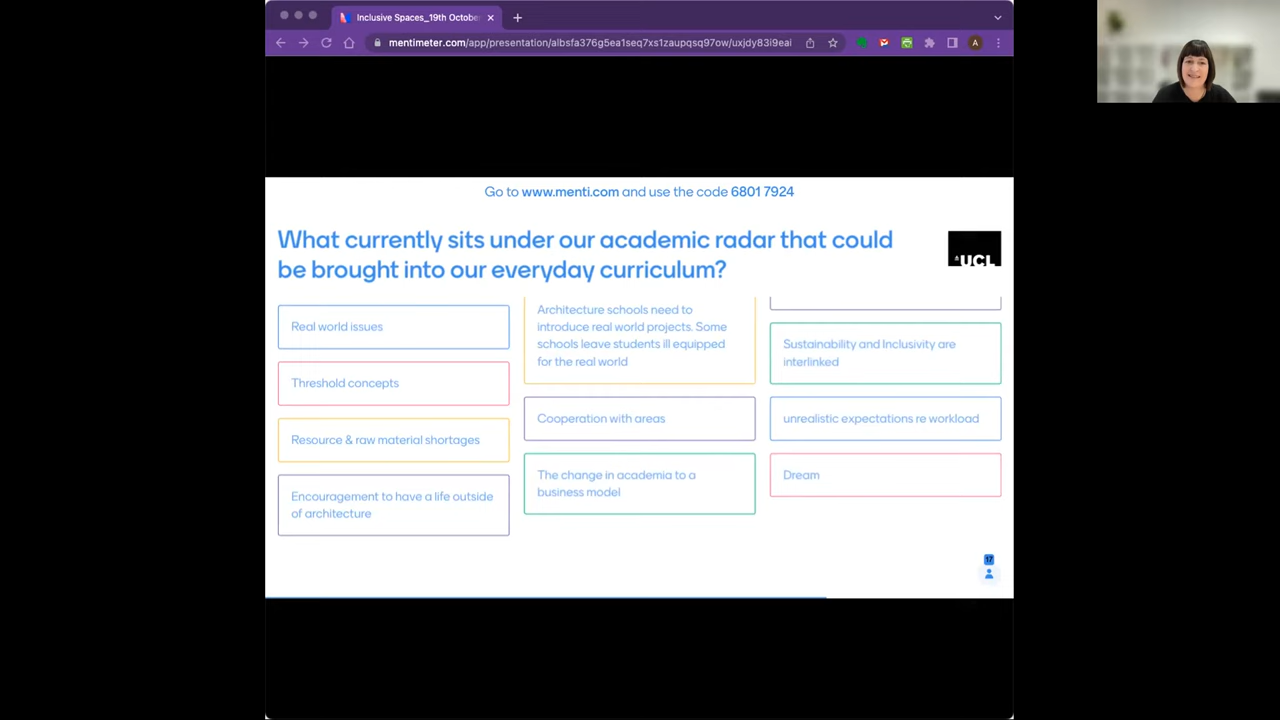 Inclusive Spaces_19th October
mentimeter.com/app/presentation/albsfa376g5ea1seq7xs1zaupqsq97ow/uxjdy83i9eai
A
Go to www.menti.com and use the code 6801 7924
What currently sits under our academic radar that could
be brought into our everyday curriculum?
UCL
Real world issues
Threshold concepts
Resource & raw material shortages
Encouragement to have a life outside
of architecture
Architecture schools need to
introduce real world projects. Some
schools leave students ill equipped
for the real world
Cooperation with areas
The change in academia to a
business model
Sustainability and Inclusivity are
interlinked
unrealistic expectations re workload
Dream
17